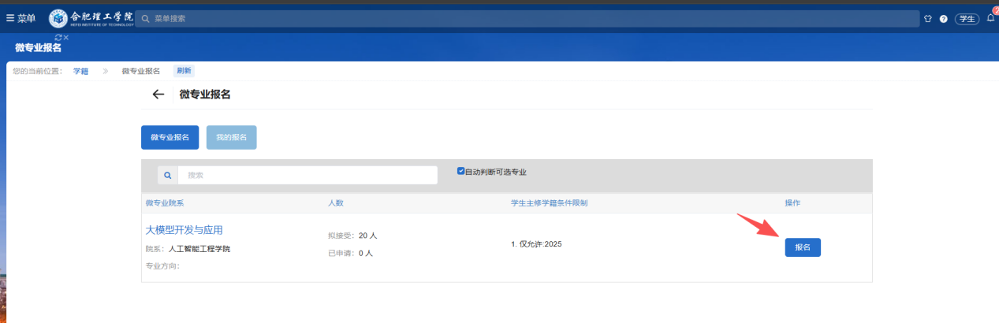 菜单 合肥理工学院 菜单搜索 学生 2
HEFEI INSTITUTE OF TECHNOLOGY
微专业报名
您的当前位置： 学籍 » 微专业报名 刷新
← 微专业报名
微专业报名 我的报名
搜索 自动判断可选专业
微专业院系 人数 学生主修学籍条件限制 操作
大模型开发与应用
拟接受：20 人
院系：人工智能工程学院
1. 仅允许:2025 报名
已申请：0 人
专业方向：